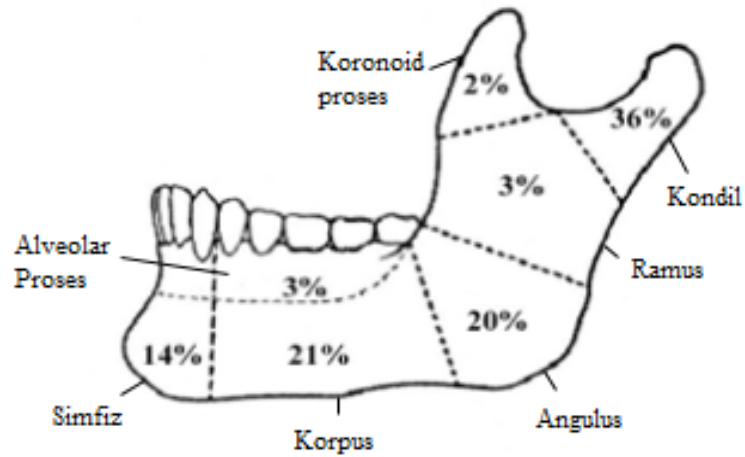 Koronoid
proses
2%
36%
Kondil
3%
Ramus
Alveolar
Proses
3%
20%
14%
21%
Simfiz
Angulus
Korpus